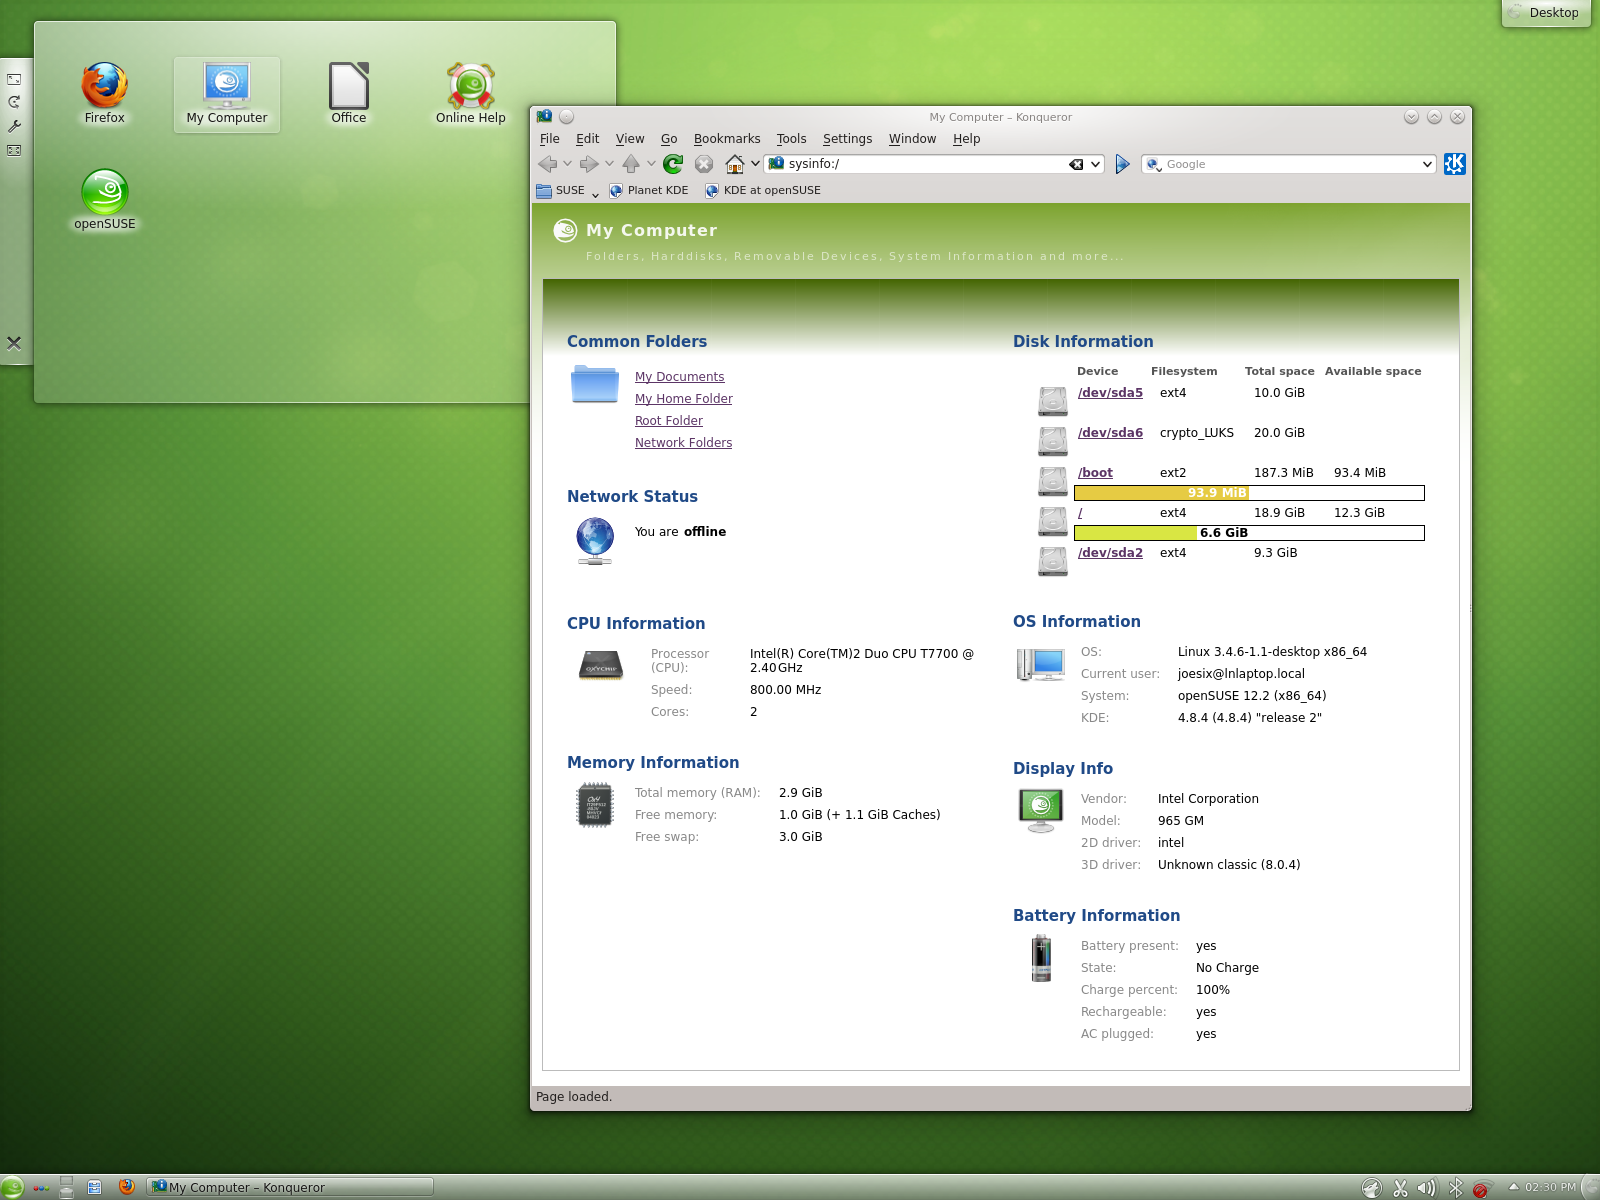 Desktop
Firefox
My Computer
Office
Online Help
openSUSE
My Computer – Konqueror
File Edit View Go Bookmarks Tools Settings Window Help
sysinfo:/
Google
SUSE
Planet KDE
KDE at openSUSE
My Computer
Folders, Harddisks, Removable Devices, System Information and more...
Common Folders
My Documents
My Home Folder
Root Folder
Network Folders
Network Status
You are offline
CPU Information
Processor (CPU): Intel(R) Core(TM)2 Duo CPU T7700 @ 2.40GHz
Speed: 800.00 MHz
Cores: 2
Memory Information
Total memory (RAM): 2.9 GiB
Free memory: 1.0 GiB (+ 1.1 GiB Caches)
Free swap: 3.0 GiB
Disk Information
Device Filesystem Total space Available space
/dev/sda5 ext4 10.0 GiB
/dev/sda6 crypto_LUKS 20.0 GiB
/boot ext2 187.3 MiB 93.4 MiB
93.9 MiB
/ ext4 18.9 GiB 12.3 GiB
6.6 GiB
/dev/sda2 ext4 9.3 GiB
OS Information
OS: Linux 3.4.6-1.1-desktop x86_64
Current user: joesix@lnlaptop.local
System: openSUSE 12.2 (x86_64)
KDE: 4.8.4 (4.8.4) "release 2"
Display Info
Vendor: Intel Corporation
Model: 965 GM
2D driver: intel
3D driver: Unknown classic (8.0.4)
Battery Information
Battery present: yes
State: No Charge
Charge percent: 100%
Rechargeable: yes
AC plugged: yes
Page loaded.
My Computer – Konqueror
02:30 PM